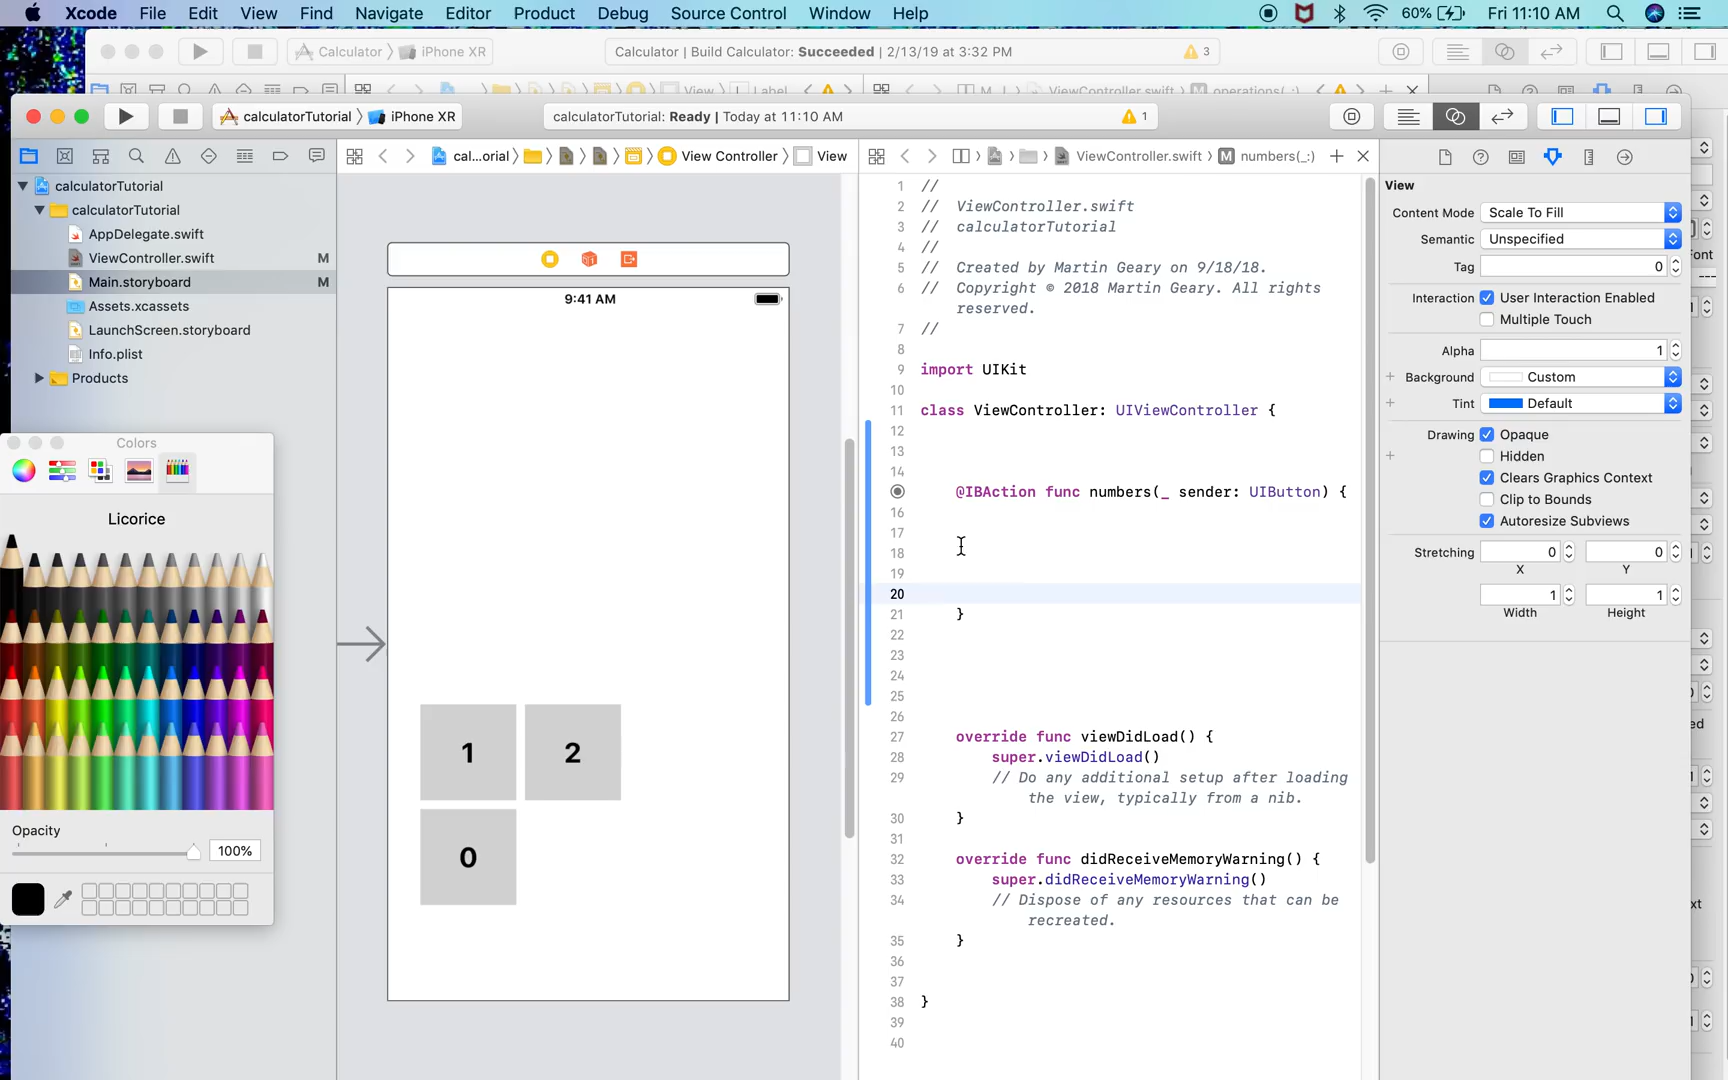 Xcode File Edit View Find Navigate Editor Product Debug Source Control Window Help 60% Fri 11:10 AM
Calculator iPhone XR Calculator | Build Calculator: Succeeded | 2/13/19 at 3:32 PM 3
View Label ViewController.swift operations(_:)
calculatorTutorial iPhone XR calculatorTutorial: Ready | Today at 11:10 AM 1
cal...orial View Controller View ViewController.swift M numbers(_:)
calculatorTutorial
calculatorTutorial
AppDelegate.swift
ViewController.swift M
Main.storyboard M
Assets.xcassets
LaunchScreen.storyboard
Info.plist
Products
Colors
Licorice
Opacity
100%
9:41 AM
1 2
0
1 //
2 // ViewController.swift
3 // calculatorTutorial
4 //
5 // Created by Martin Geary on 9/18/18.
6 // Copyright © 2018 Martin Geary. All rights
reserved.
7 //
8
9 import UIKit
10
11 class ViewController: UIViewController {
12
13
14
@IBAction func numbers(_ sender: UIButton) {
16
17
18
19
20
21 }
22
23
24
25
26
27 override func viewDidLoad() {
28 super.viewDidLoad()
29 // Do any additional setup after loading
the view, typically from a nib.
30 }
31
32 override func didReceiveMemoryWarning() {
33 super.didReceiveMemoryWarning()
34 // Dispose of any resources that can be
recreated.
35 }
36
37
38 }
39
40
View
Content Mode Scale To Fill
Semantic Unspecified
Tag 0
Interaction User Interaction Enabled
Multiple Touch
Alpha 1
Background Custom
Tint Default
Drawing Opaque
Hidden
Clears Graphics Context
Clip to Bounds
Autoresize Subviews
Stretching 0 0
X Y
1 1
Width Height